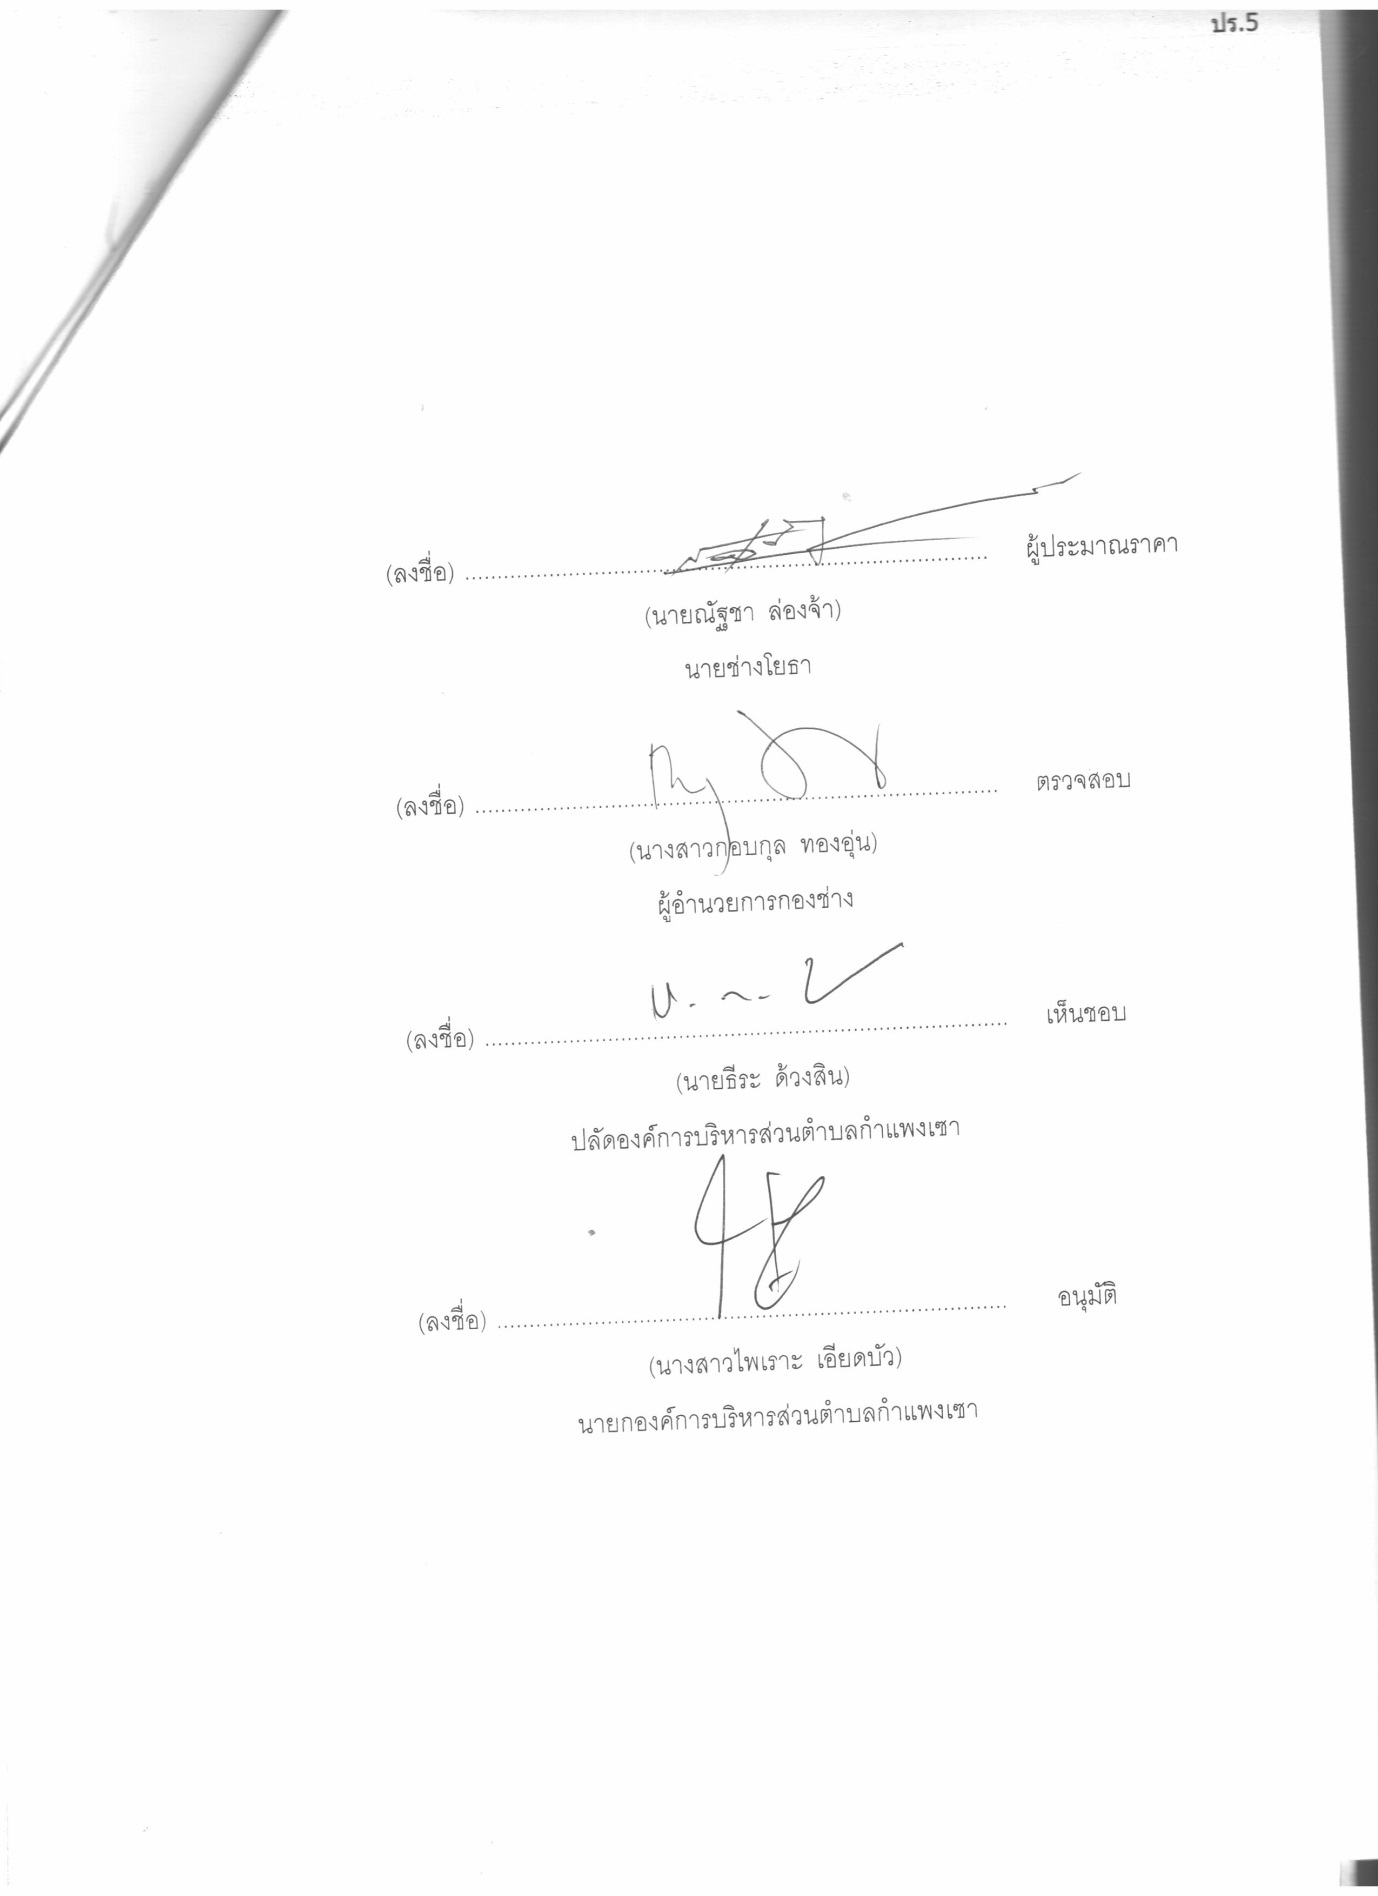 ปร.5
(ลงชื่อ) ........................................................................ ผู้ประมาณราคา
(นายณัฐชา ล่องจ้า)
นายช่างโยธา
(ลงชื่อ) ........................................................................ ตรวจสอบ
(นางสาวกอบกุล ทองอุ่น)
ผู้อำนวยการกองช่าง
(ลงชื่อ) ........................................................................ เห็นชอบ
(นายธีระ ด้วงสิน)
ปลัดองค์การบริหารส่วนตำบลกำแพงเซา
(ลงชื่อ) ........................................................................ อนุมัติ
(นางสาวไพเราะ เอียดบัว)
นายกองค์การบริหารส่วนตำบลกำแพงเซา